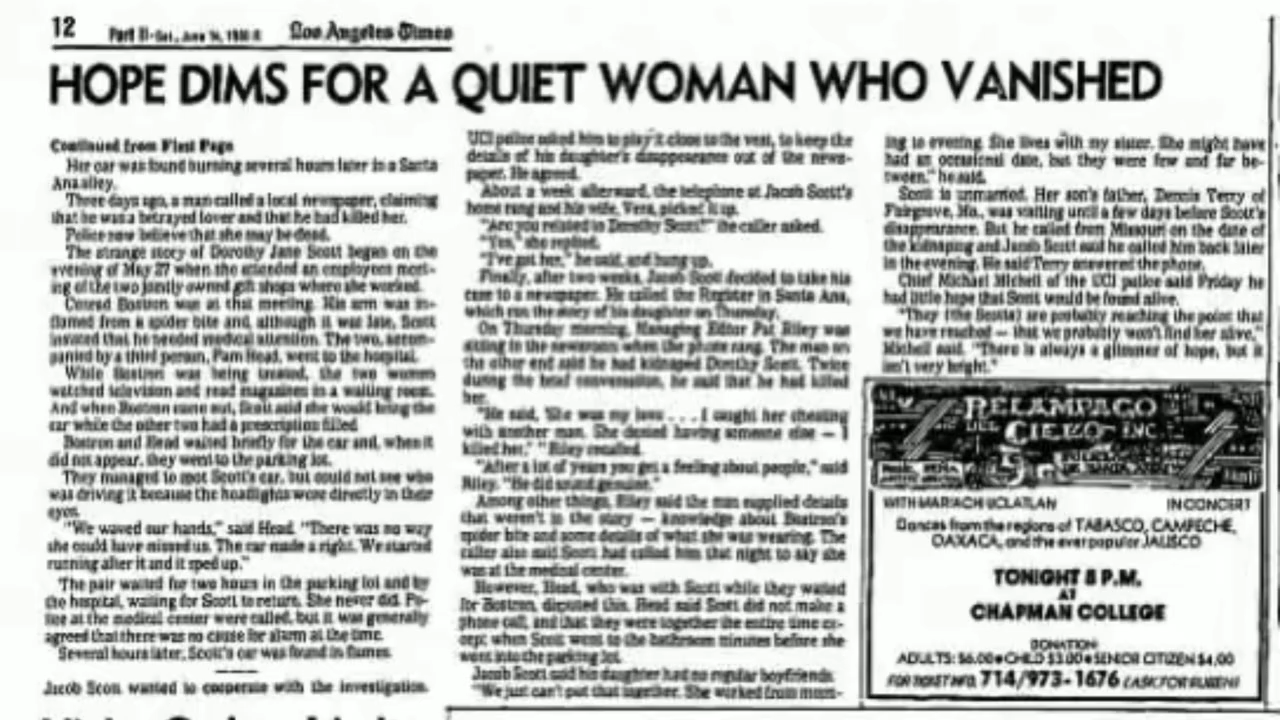 12 Part II-Sat., June 14, 1980 Los Angeles Times
HOPE DIMS FOR A QUIET WOMAN WHO VANISHED
Continued from First Page
Her car was found burning several hours later in a Santa
Ana alley.
Three days ago, a man called a local newspaper, claiming
that he was a betrayed lover and that he had killed her.
Police now believe that she may be dead.
The strange story of Dorothy Jane Scott began on the
evening of May 27 when she attended an employees meet-
ing of the two jointly owned gift shops where she worked.
Conrad Bostron was at that meeting. His arm was in-
flamed from a spider bite and, although it was late, Scott
insisted that he needed medical attention. The two, accom-
panied by a third person, Pam Head, went to the hospital.
While Bostron was being treated, the two women
watched television and read magazines in a waiting room.
And when Bostron came out, Scott said she would bring the
car while the other two had a prescription filled.
Bostron and Head waited briefly for the car and, when it
did not appear, they went to the parking lot.
They managed to spot Scott's car, but could not see who
was driving it because the headlights were directly in their
eyes.
"We waved our hands," said Head. "There was no way
she could have missed us. The car made a right. We started
running after it and it sped up."
The pair waited for two hours in the parking lot and by
the hospital, waiting for Scott to return. She never did. Po-
lice at the medical center were called, but it was generally
agreed that there was no cause for alarm at the time.
Several hours later, Scott's car was found in flames.
Jacob Scott wanted to cooperate with the investigation.
UCI police asked him to play it close to the vest, to keep the
details of his daughter's disappearance out of the news-
paper. He agreed.
About a week afterward, the telephone at Jacob Scott's
home rang and his wife, Vera, picked it up.
"Are you related to Dorothy Scott?" the caller asked.
"Yes," she replied.
"I've got her," he said, and hung up.
Finally, after two weeks, Jacob Scott decided to take his
case to a newspaper. He called the Register in Santa Ana,
which ran the story of his daughter on Thursday.
On Thursday morning, Managing Editor Pat Riley was
sitting in the newsroom when the phone rang. The man on
the other end said he had kidnaped Dorothy Scott. Twice
during the brief conversation, he said that he had killed
her.
"He said, 'She was my love . . . I caught her cheating
with another man. She denied having someone else — I
killed her,' " Riley recalled.
"After a lot of years you get a feeling about people," said
Riley. "He did sound genuine."
Among other things, Riley said the man supplied details
that weren't in the story — knowledge about Bostron's
spider bite and some details of what she was wearing. The
caller also said Scott had called him that night to say she
was at the medical center.
However, Head, who was with Scott while they waited
for Bostron, disputed this. Head said Scott did not make a
phone call, and that they were together the entire time ex-
cept when Scott went to the bathroom minutes before she
went into the parking lot.
Jacob Scott said his daughter had no regular boyfriends.
"We just can't put that together. She worked from morn-
ing to evening. She lives with my sister. She might have
had an occasional date, but they were few and far be-
tween," he said.
Scott is unmarried. Her son's father, Dennis Terry of
Fairgrove, Mo., was visiting until a few days before Scott's
disappearance. But he called from Missouri on the date of
the kidnaping and Jacob Scott said he called him back later
in the evening. He said Terry answered the phone.
Chief Michael Michell of the UCI police said Friday he
had little hope that Scott would be found alive.
"They (the Scotts) are probably reaching the point that
we have reached — that we probably won't find her alive,"
Michell said. "There is always a glimmer of hope, but it
isn't very bright."
RELAMPAGO
DEL
CIELO INC
WITH MARIACHI UCLATLAN IN CONCERT
Dances from the regions of TABASCO, CAMPECHE,
OAXACA, and the ever popular JALISCO
TONIGHT 8 P.M.
AT
CHAPMAN COLLEGE
DONATION
ADULTS: $6.00 • CHILD $3.00 • SENIOR CITIZEN $4.00
FOR TICKET INFO. 714/973-1676 (ASK FOR RUBEN)